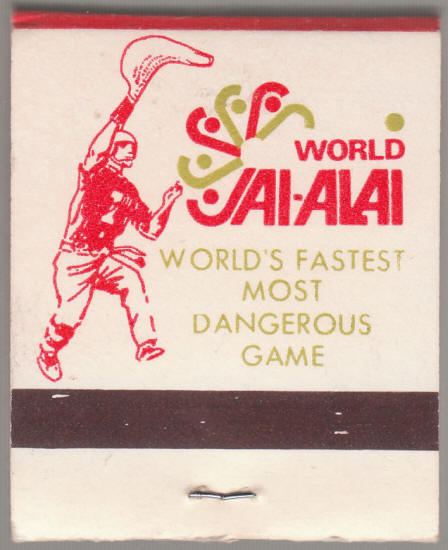 WORLD
JAI-ALAI
WORLD'S FASTEST
MOST
DANGEROUS
GAME